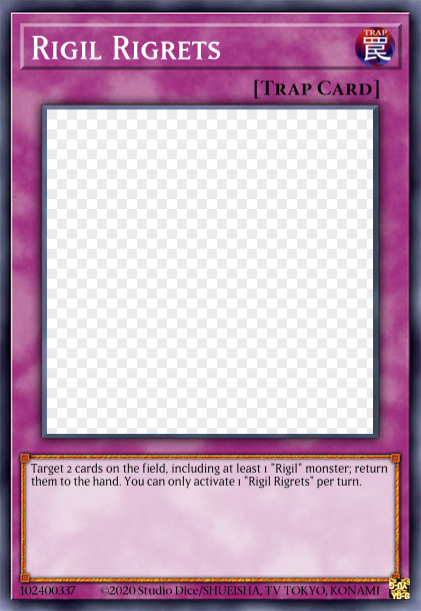 Rigil Rigrets
TRAP
罠
[Trap Card]
Target 2 cards on the field, including at least 1 "Rigil" monster; return
them to the hand. You can only activate 1 "Rigil Rigrets" per turn.
102400337 ©2020 Studio Dice/SHUEISHA, TV TOKYO, KONAMI